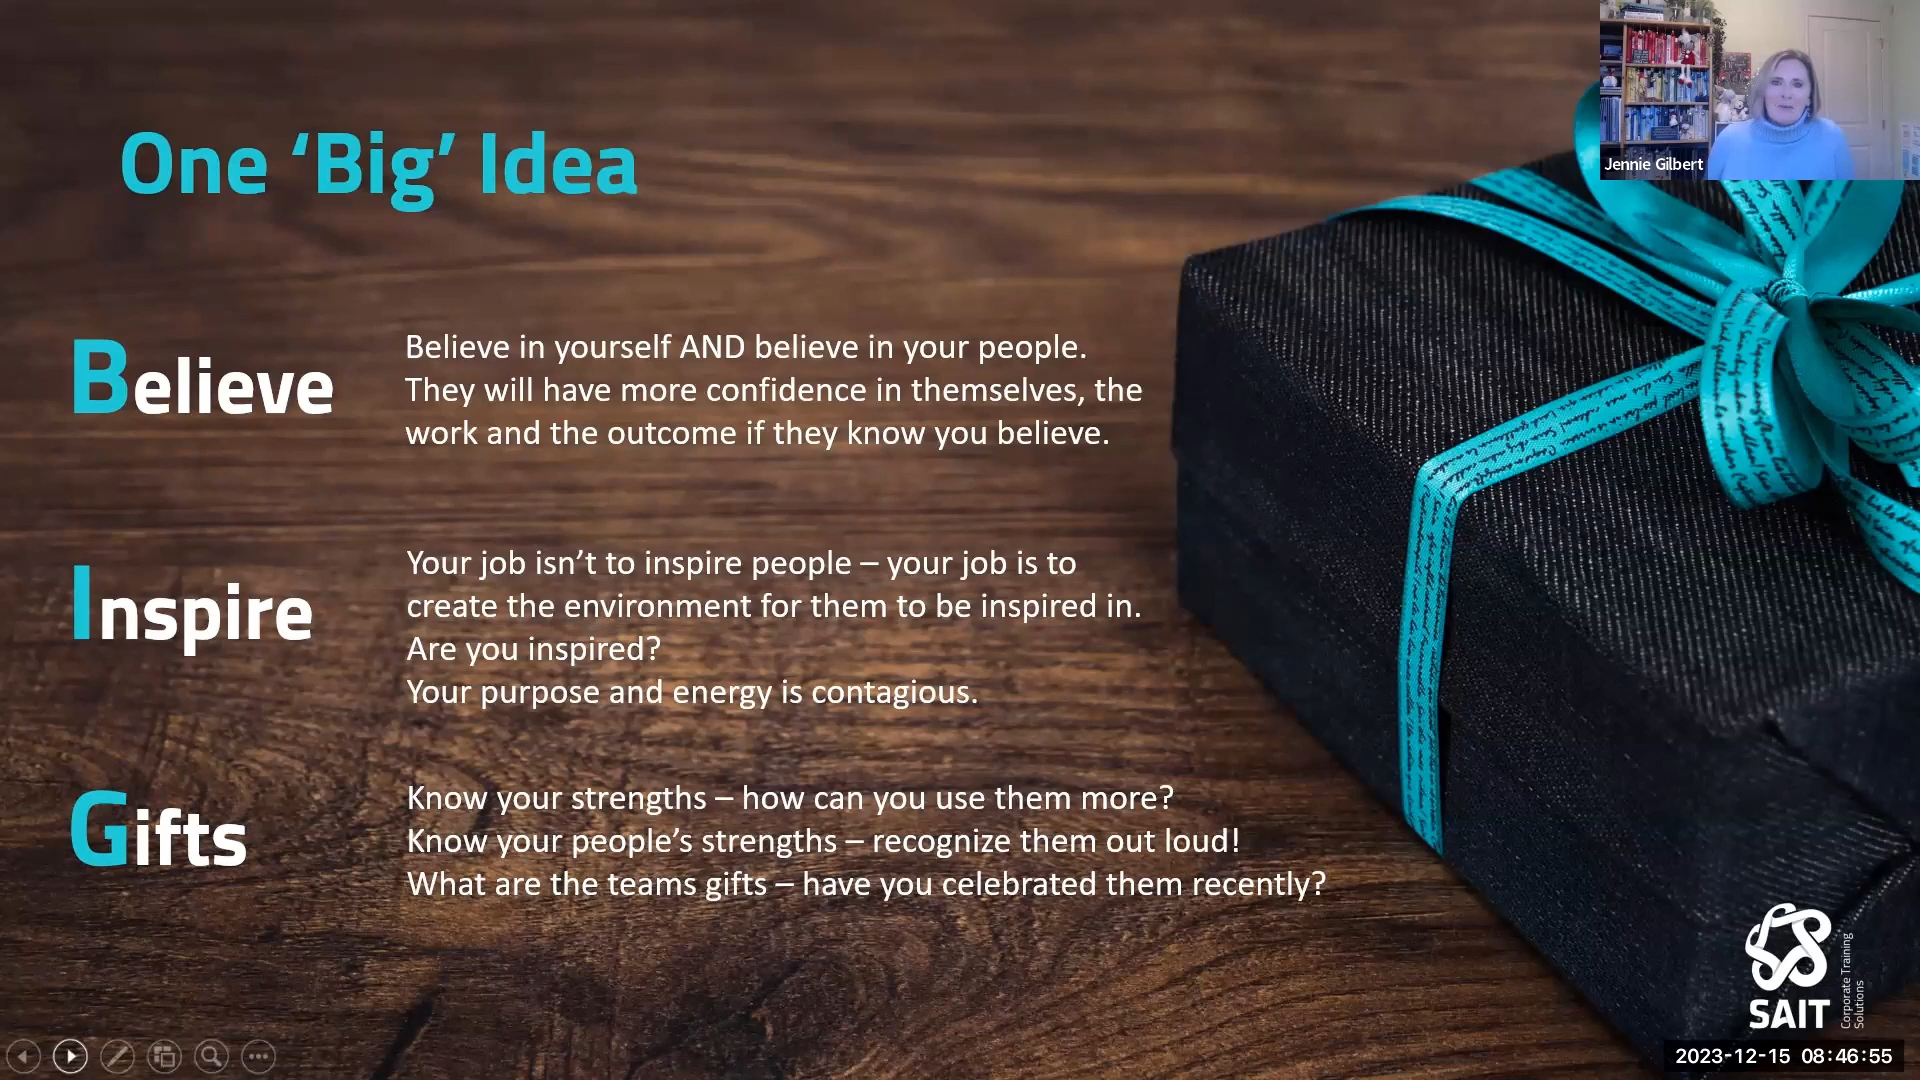 Jennie Gilbert
One ‘Big’ Idea
Believe
Believe in yourself AND believe in your people.
They will have more confidence in themselves, the
work and the outcome if they know you believe.
Inspire
Your job isn’t to inspire people – your job is to
create the environment for them to be inspired in.
Are you inspired?
Your purpose and energy is contagious.
Gifts
Know your strengths – how can you use them more?
Know your people’s strengths – recognize them out loud!
What are the teams gifts – have you celebrated them recently?
SAIT
Corporate Training
Solutions
2023-12-15 08:46:55